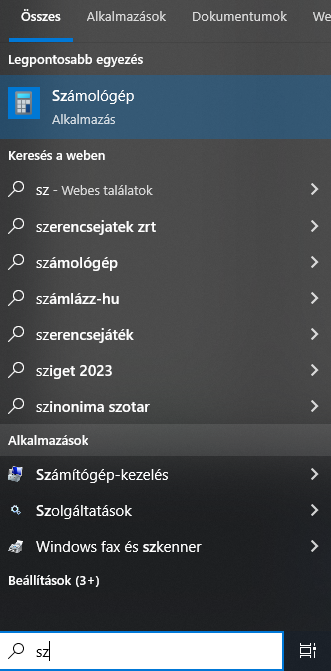 Összes Alkalmazások Dokumentumok We
Legpontosabb egyezés
Számológép
Alkalmazás
Keresés a weben
sz - Webes találatok
szerencsejatek zrt
számológép
számlázz-hu
szerencsejáték
sziget 2023
szinonima szotar
Alkalmazások
Számítógép-kezelés
Szolgáltatások
Windows fax és szkenner
Beállítások (3+)
sz